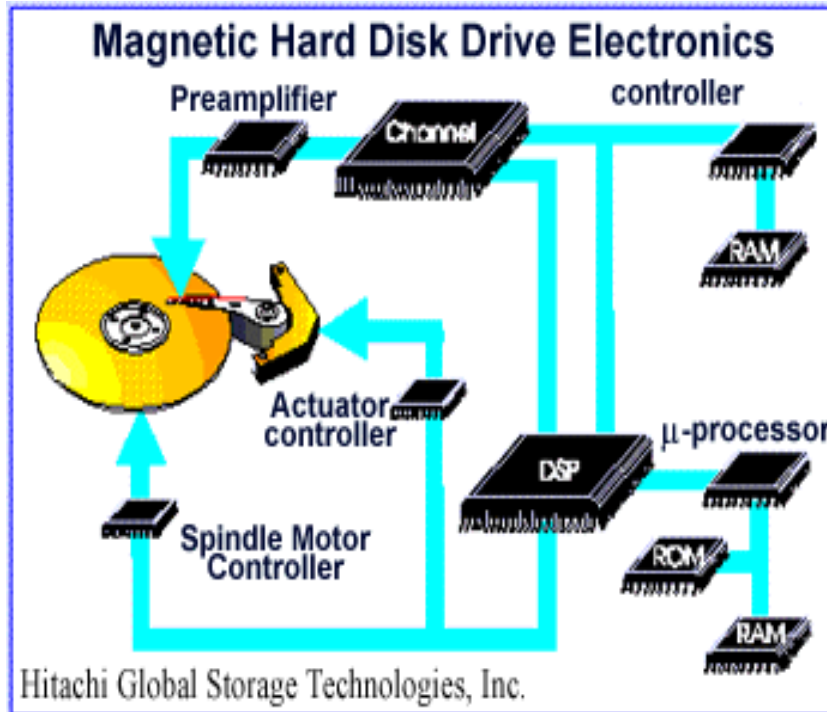 Magnetic Hard Disk Drive Electronics
Preamplifier
controller
Channel
RAM
Actuator
controller
μ-processor
DSP
Spindle Motor
Controller
ROM
RAM
Hitachi Global Storage Technologies, Inc.